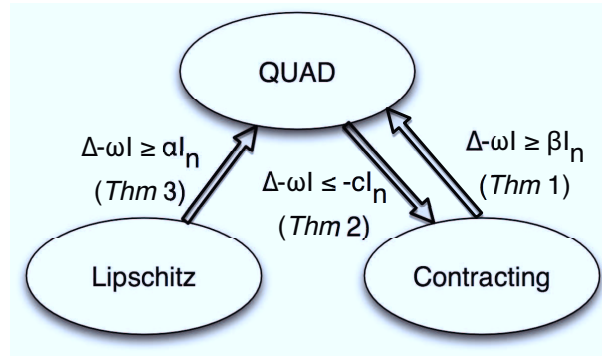 QUAD
Δ-ωI ≥ αIn
(Thm 3)
Δ-ωI ≤ -cIn
(Thm 2)
Δ-ωI ≥ βIn
(Thm 1)
Lipschitz
Contracting